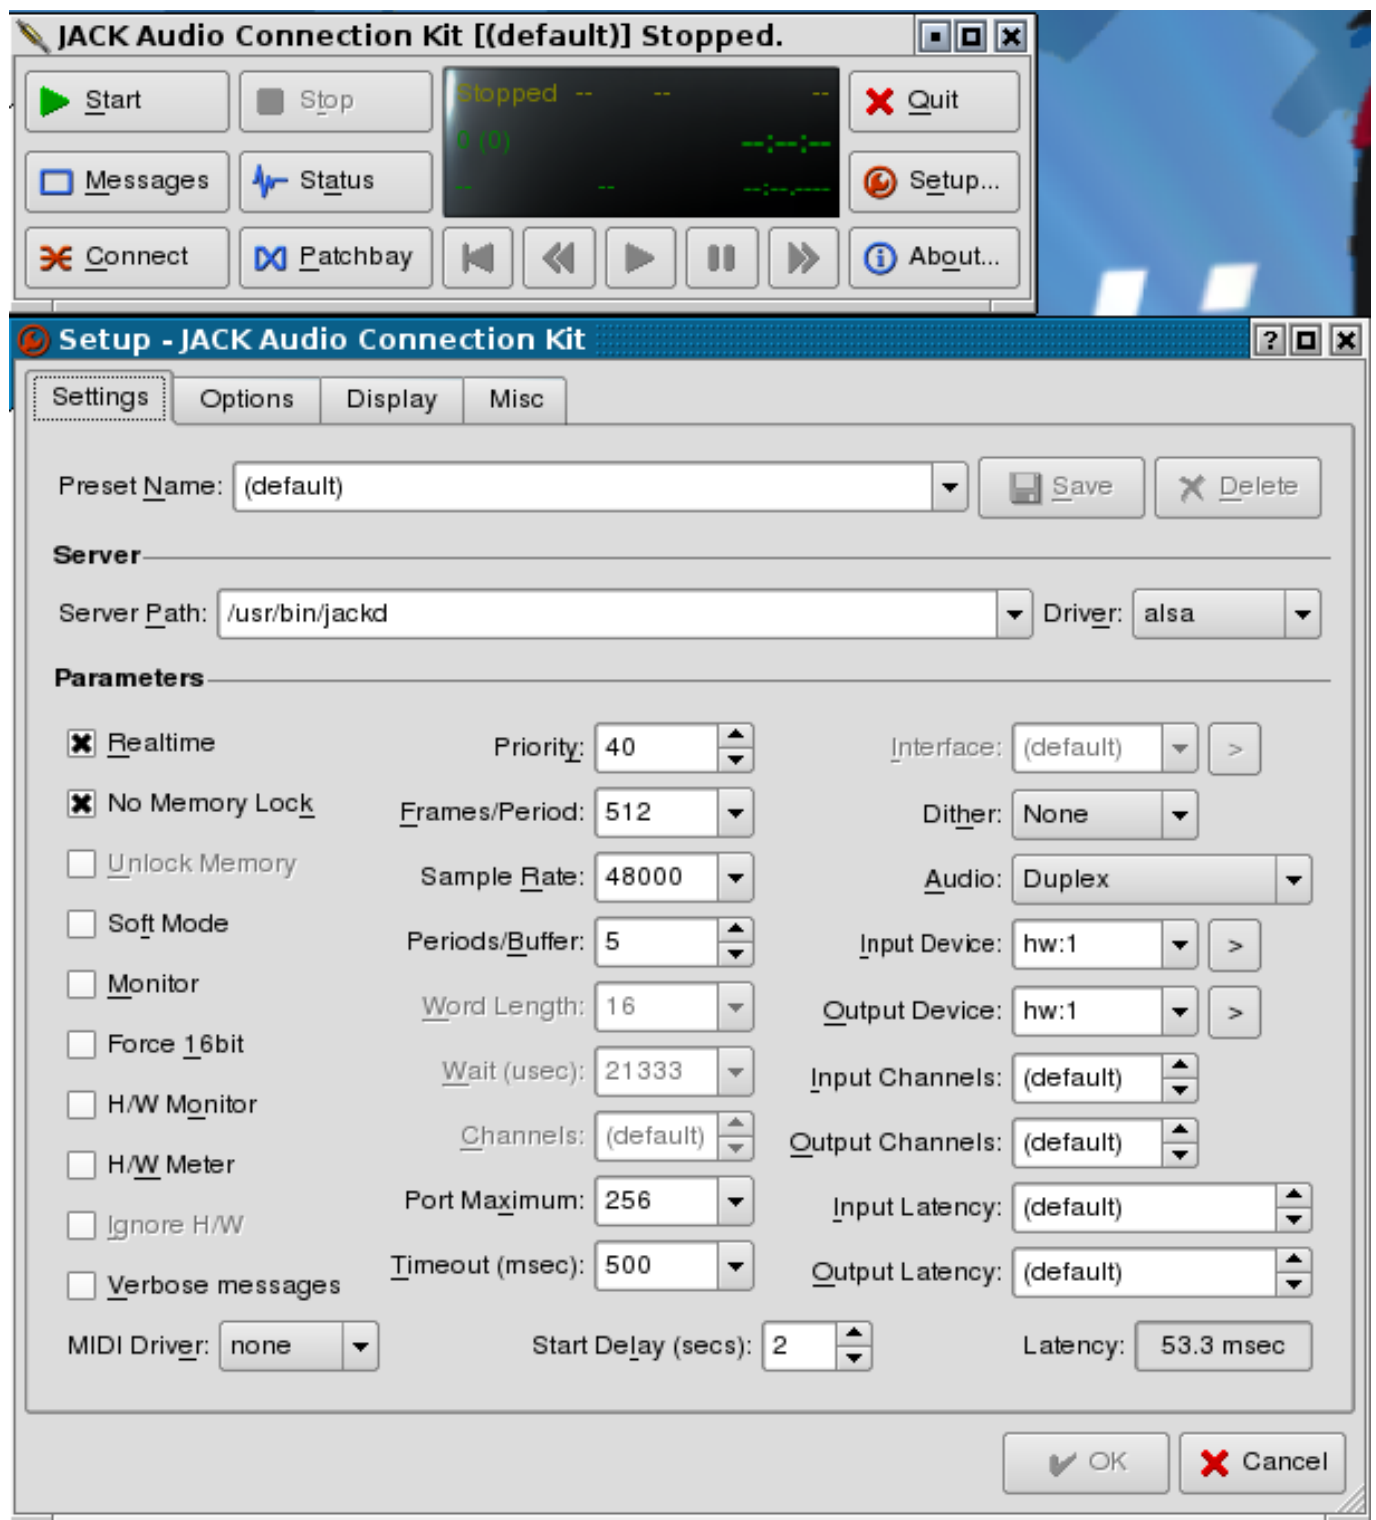 JACK Audio Connection Kit [(default)] Stopped.
Start Stop Stopped -- -- -- Quit
0 (0) --:--:--
Messages Status -- -- --:--.---- Setup...
Connect Patchbay About...
Setup - JACK Audio Connection Kit ?
Settings Options Display Misc
Preset Name: (default) Save Delete
Server
Server Path: /usr/bin/jackd Driver: alsa
Parameters
Realtime Priority: 40 Interface: (default) >
No Memory Lock Frames/Period: 512 Dither: None
Unlock Memory Sample Rate: 48000 Audio: Duplex
Soft Mode Periods/Buffer: 5 Input Device: hw:1 >
Monitor Word Length: 16 Output Device: hw:1 >
Force 16bit Wait (usec): 21333 Input Channels: (default)
H/W Monitor Channels: (default) Output Channels: (default)
H/W Meter Port Maximum: 256 Input Latency: (default)
Ignore H/W Timeout (msec): 500 Output Latency: (default)
Verbose messages
MIDI Driver: none Start Delay (secs): 2 Latency: 53.3 msec
OK Cancel